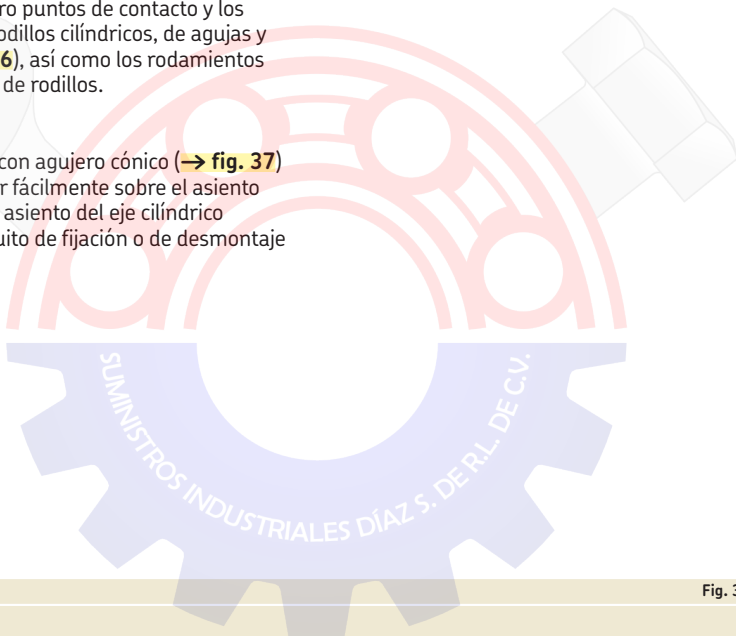 ro puntos de contacto y los
odillos cilíndricos, de agujas y
6), así como los rodamientos
de rodillos.
con agujero cónico (→ fig. 37)
r fácilmente sobre el asiento
asiento del eje cilíndrico
uito de fijación o de desmontaje
SUMINISTROS INDUSTRIALES DÍAZ S. DE R.L. DE C.V.
Fig. 3